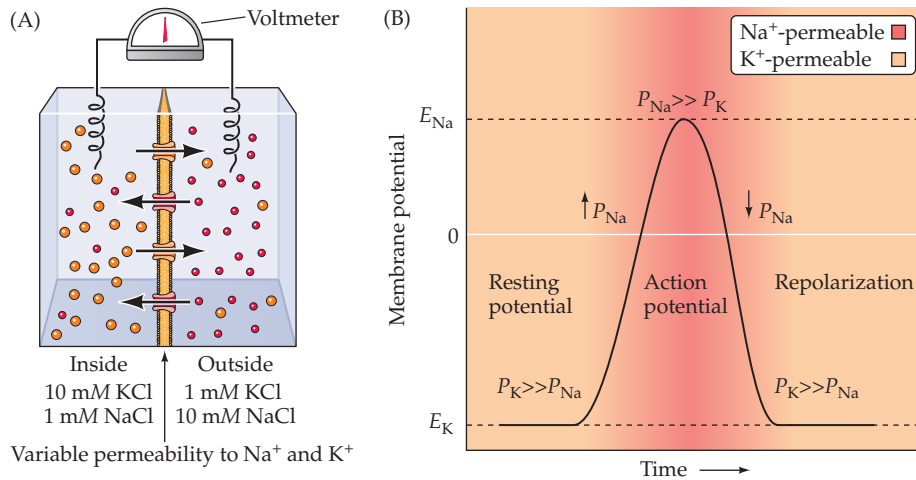 (A)
Voltmeter
Inside
10 mM KCl
1 mM NaCl
Outside
1 mM KCl
10 mM NaCl
Variable permeability to Na⁺ and K⁺
(B)
Na⁺-permeable
K⁺-permeable
Membrane potential
E_Na
0
E_K
P_Na>> P_K
↑ P_Na
↓ P_Na
Resting
potential
Action
potential
Repolarization
P_K>>P_Na
P_K>>P_Na
Time →